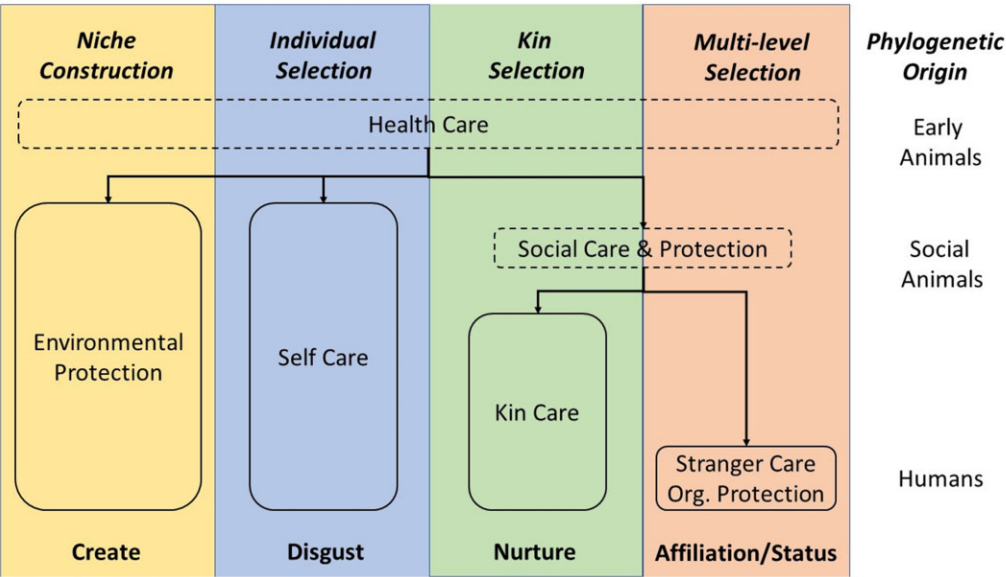 Niche
Construction
Individual
Selection
Kin
Selection
Multi-level
Selection
Phylogenetic
Origin
Health Care
Early
Animals
Social Care & Protection
Social
Animals
Environmental
Protection
Self Care
Kin Care
Stranger Care
Org. Protection
Humans
Create
Disgust
Nurture
Affiliation/Status